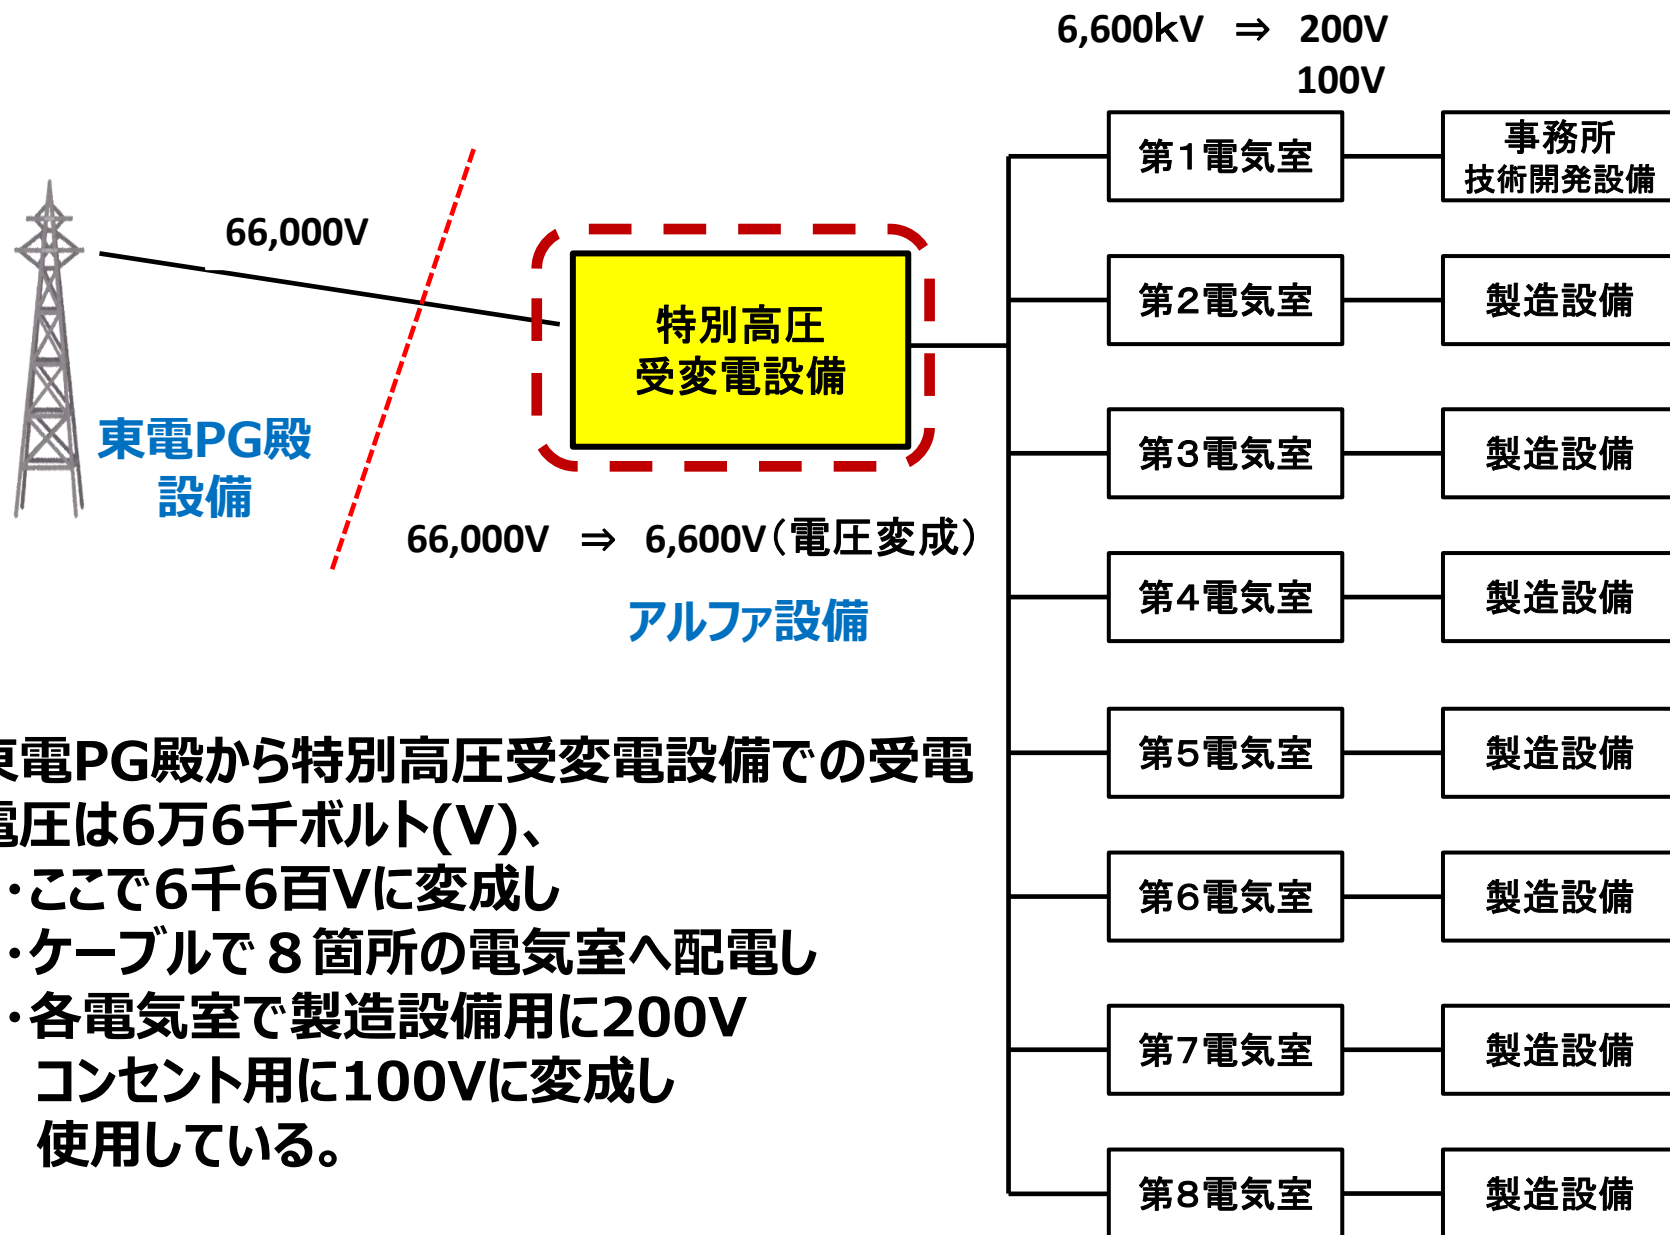 6,600kV ⇒ 200V
100V
66,000V
東電PG殿
設備
特別高圧
受変電設備
66,000V ⇒ 6,600V(電圧変成)
アルファ設備
第1電気室
事務所
技術開発設備
第2電気室
製造設備
第3電気室
製造設備
第4電気室
製造設備
第5電気室
製造設備
第6電気室
製造設備
第7電気室
製造設備
第8電気室
製造設備
東電PG殿から特別高圧受変電設備での受電
電圧は6万6千ボルト(V)、
・ここで6千6百Vに変成し
・ケーブルで8箇所の電気室へ配電し
・各電気室で製造設備用に200V
コンセント用に100Vに変成し
使用している。